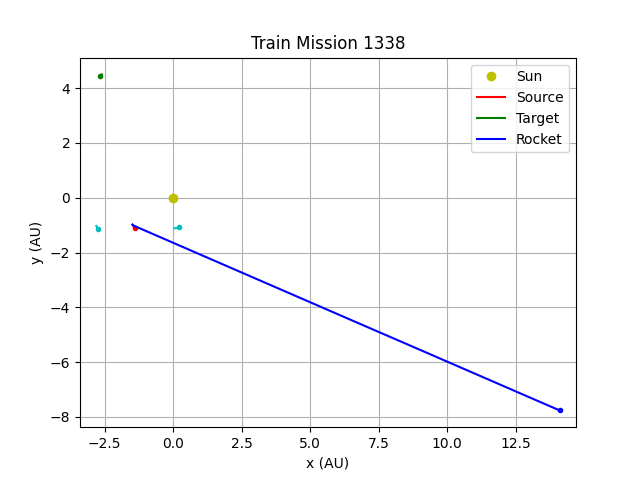 Train Mission 1338
Sun
Source
Target
Rocket
4
2
0
−2
−4
−6
−8
y (AU)
−2.5 0.0 2.5 5.0 7.5 10.0 12.5
x (AU)